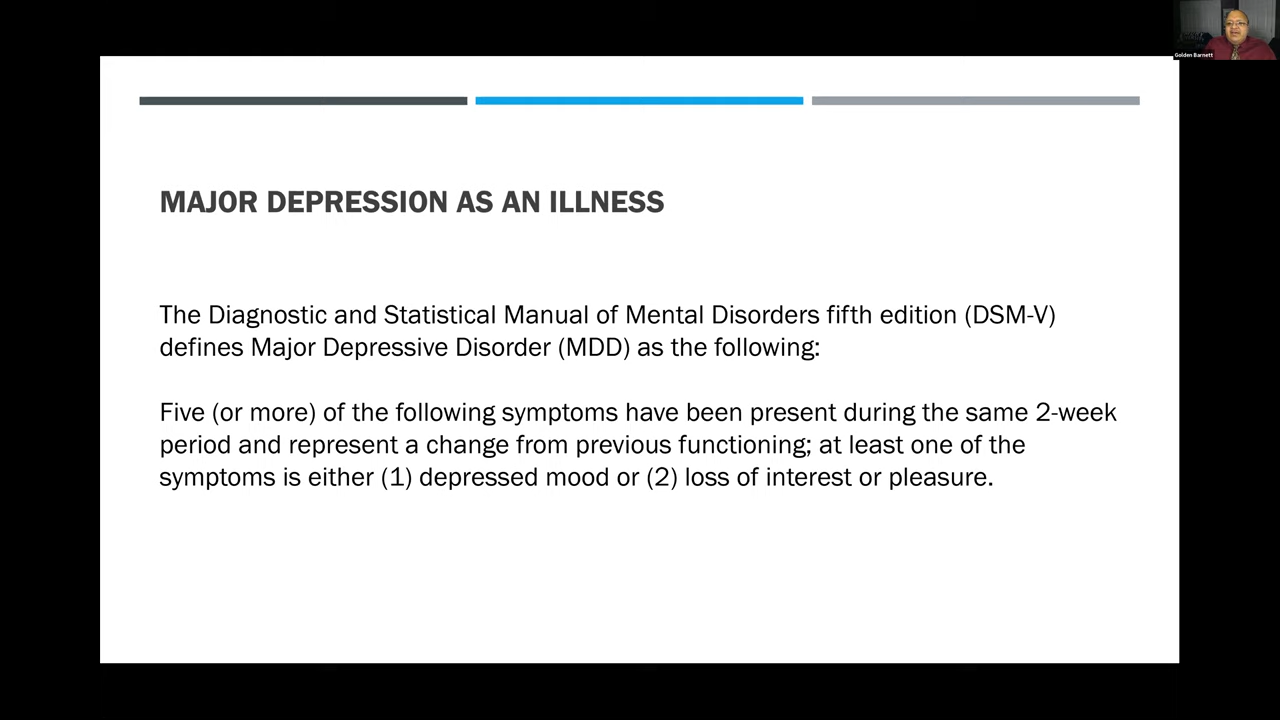 Golden Barnett
MAJOR DEPRESSION AS AN ILLNESS
The Diagnostic and Statistical Manual of Mental Disorders fifth edition (DSM-V)
defines Major Depressive Disorder (MDD) as the following:
Five (or more) of the following symptoms have been present during the same 2-week
period and represent a change from previous functioning; at least one of the
symptoms is either (1) depressed mood or (2) loss of interest or pleasure.